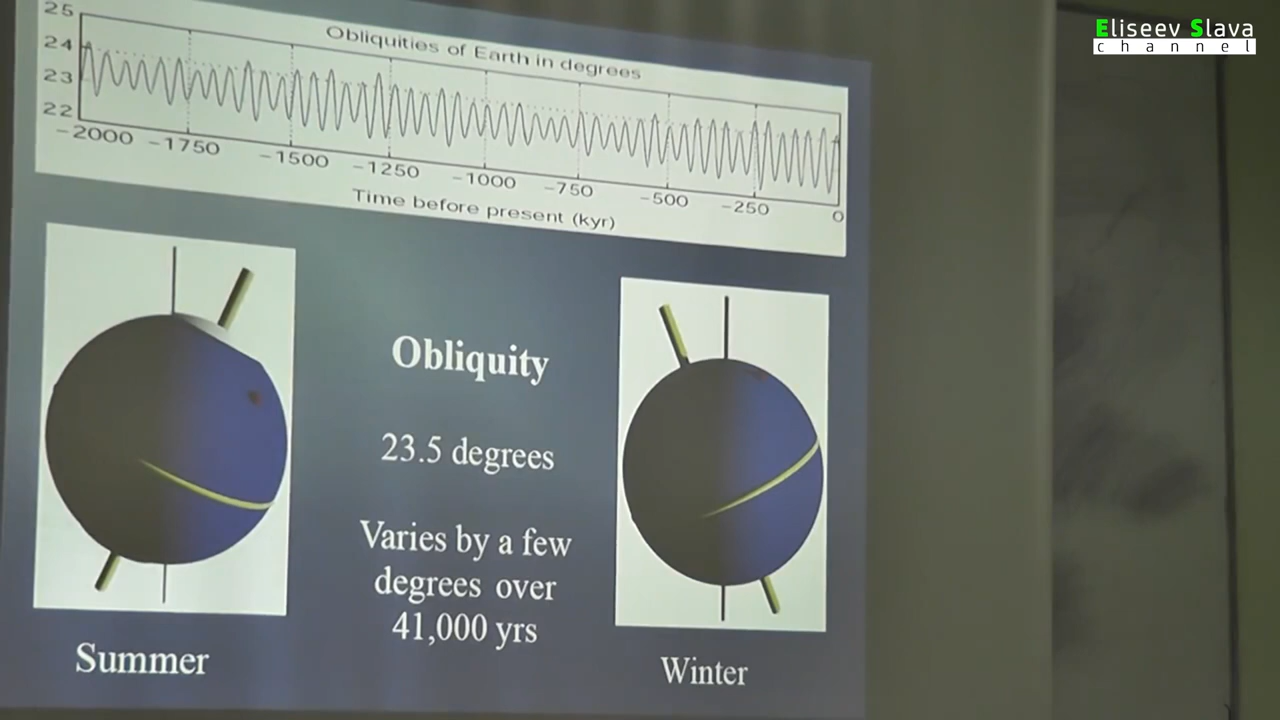 Eliseev Slava
channel
Obliquities of Earth in degrees
25
24
23
22
-2000 -1750 -1500 -1250 -1000 -750 -500 -250 0
Time before present (kyr)
Obliquity
23.5 degrees
Varies by a few
degrees over
41,000 yrs
Summer
Winter